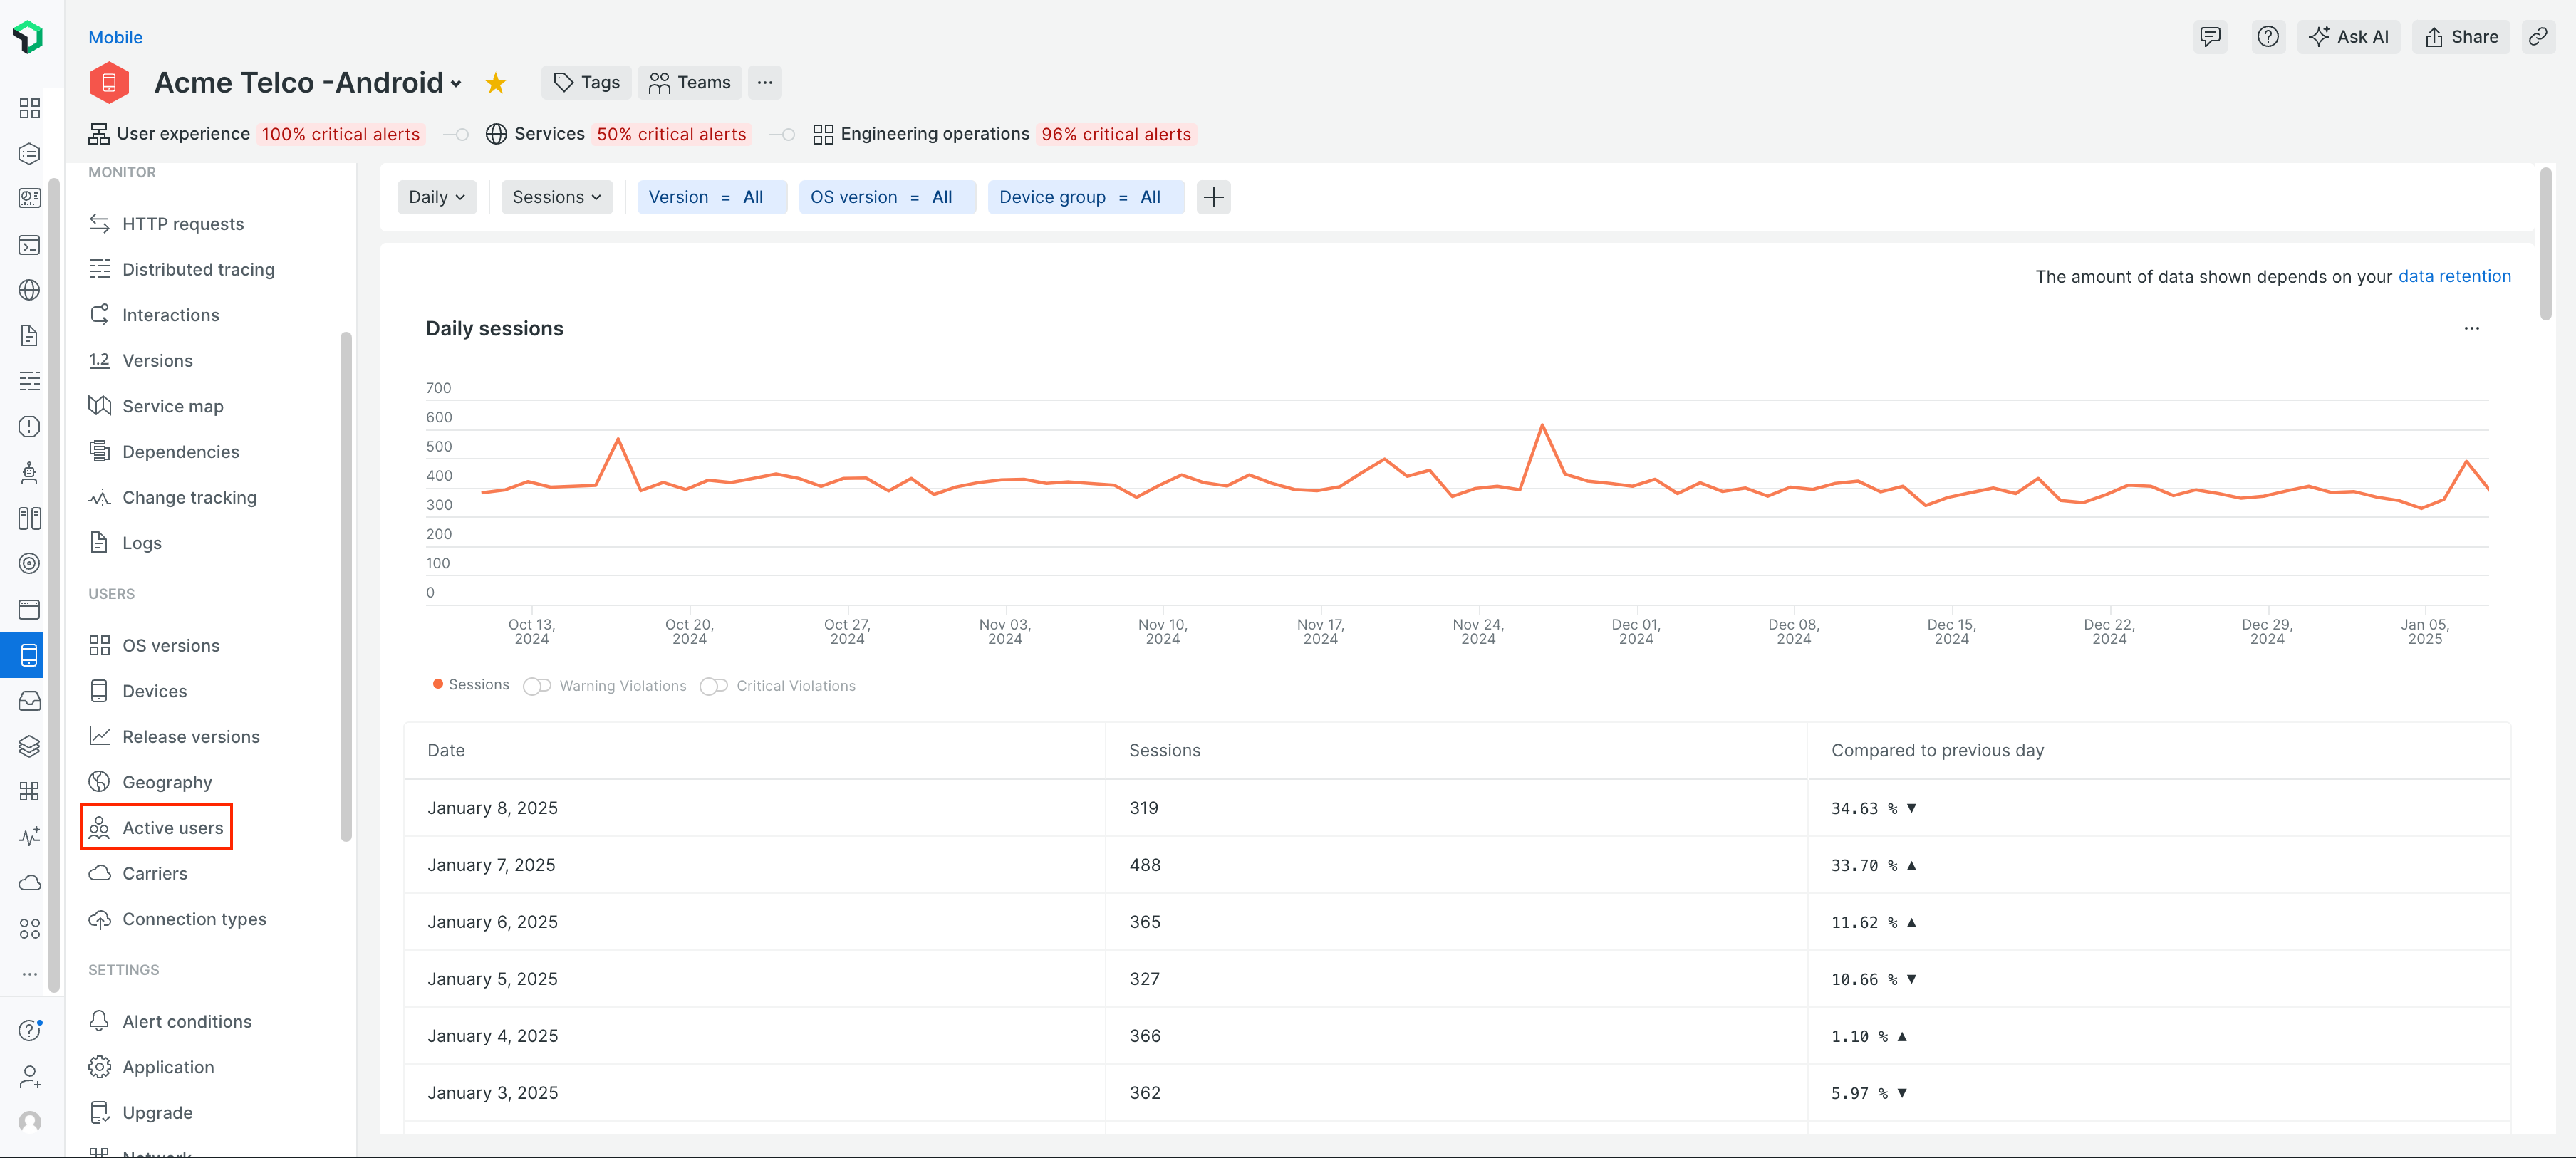 Mobile
Ask AI
Share
Acme Telco -Android
Tags
Teams
...
User experience 100% critical alerts
Services 50% critical alerts
Engineering operations 96% critical alerts
MONITOR
HTTP requests
Distributed tracing
Interactions
1.2 Versions
Service map
Dependencies
Change tracking
Logs
USERS
OS versions
Devices
Release versions
Geography
Active users
Carriers
Connection types
SETTINGS
Alert conditions
Application
Upgrade
Network
Daily
Sessions
Version = All
OS version = All
Device group = All
The amount of data shown depends on your data retention
Daily sessions
...
700
600
500
400
300
200
100
0
Oct 13, 2024
Oct 20, 2024
Oct 27, 2024
Nov 03, 2024
Nov 10, 2024
Nov 17, 2024
Nov 24, 2024
Dec 01, 2024
Dec 08, 2024
Dec 15, 2024
Dec 22, 2024
Dec 29, 2024
Jan 05, 2025
Sessions
Warning Violations
Critical Violations
Date Sessions Compared to previous day
January 8, 2025 319 34.63 % ▼
January 7, 2025 488 33.70 % ▲
January 6, 2025 365 11.62 % ▲
January 5, 2025 327 10.66 % ▼
January 4, 2025 366 1.10 % ▲
January 3, 2025 362 5.97 % ▼